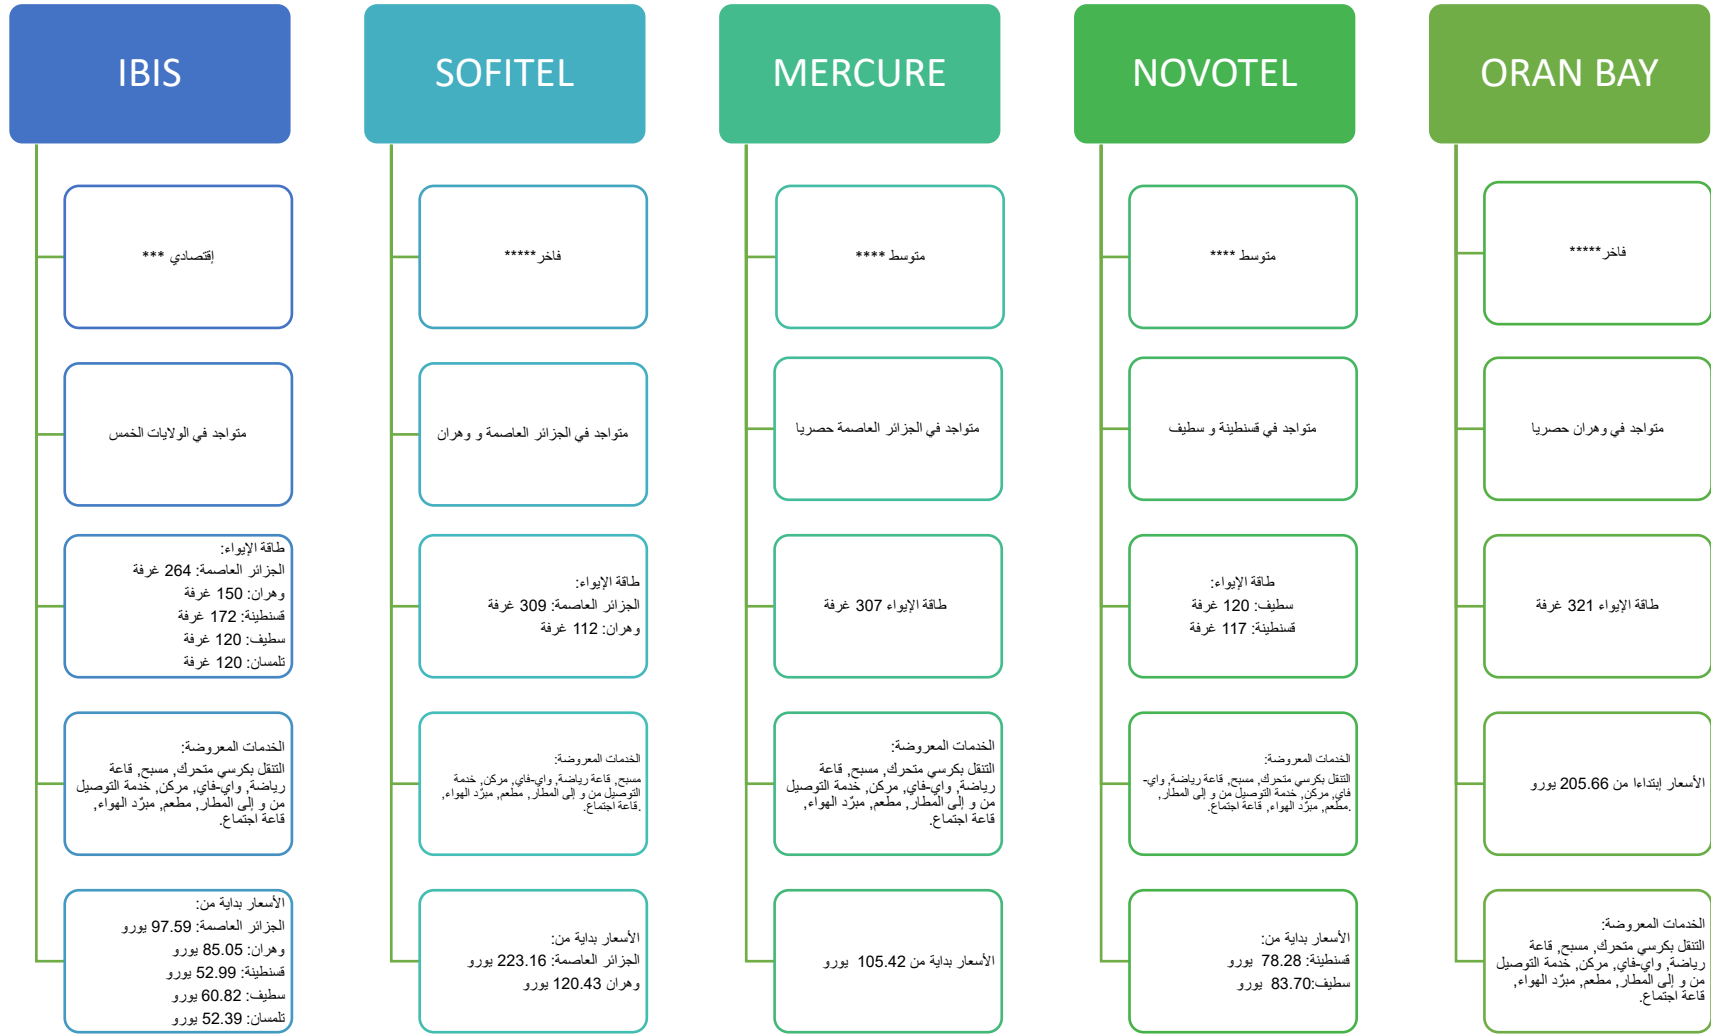 IBIS
إقتصادي ***
متواجد في الولايات الخمس
طاقة الإيواء:
الجزائر العاصمة: 264 غرفة
وهران: 150 غرفة
قسنطينة: 172 غرفة
سطيف: 120 غرفة
تلمسان: 120 غرفة
الخدمات المعروضة:
التنقل بكرسي متحرك, مسبح, قاعة
رياضة, واي-فاي, مركن, خدمة التوصيل
من و إلى المطار, مطعم, مبرّد الهواء,
قاعة اجتماع.
الأسعار بداية من:
الجزائر العاصمة: 97.59 يورو
وهران: 85.05 يورو
قسنطينة: 52.99 يورو
سطيف: 60.82 يورو
تلمسان: 52.39 يورو
SOFITEL
فاخر*****
متواجد في الجزائر العاصمة و وهران
طاقة الإيواء:
الجزائر العاصمة: 309 غرفة
وهران: 112 غرفة
الخدمات المعروضة:
مسبح, قاعة رياضة, واي-فاي, مركن, خدمة
التوصيل من و إلى المطار, مطعم, مبرّد الهواء,
قاعة اجتماع.
الأسعار بداية من:
الجزائر العاصمة: 223.16 يورو
وهران 120.43 يورو
MERCURE
متوسط ****
متواجد في الجزائر العاصمة حصريا
طاقة الإيواء 307 غرفة
الخدمات المعروضة:
التنقل بكرسي متحرك, مسبح, قاعة
رياضة, واي-فاي, مركن, خدمة التوصيل
من و إلى المطار, مطعم, مبرّد الهواء,
قاعة اجتماع.
الأسعار بداية من 105.42 يورو
NOVOTEL
متوسط ****
متواجد في قسنطينة و سطيف
طاقة الإيواء:
سطيف: 120 غرفة
قسنطينة: 117 غرفة
الخدمات المعروضة:
التنقل بكرسي متحرك, مسبح, قاعة رياضة, واي-
فاي, مركن, خدمة التوصيل من و إلى المطار,
مطعم, مبرّد الهواء, قاعة اجتماع.
الأسعار بداية من:
قسنطينة: 78.28 يورو
سطيف:83.70 يورو
ORAN BAY
فاخر*****
متواجد في وهران حصريا
طاقة الإيواء 321 غرفة
الأسعار إبتداءا من 205.66 يورو
الخدمات المعروضة:
التنقل بكرسي متحرك, مسبح, قاعة
رياضة, واي-فاي, مركن, خدمة التوصيل
من و إلى المطار, مطعم, مبرّد الهواء,
قاعة اجتماع.